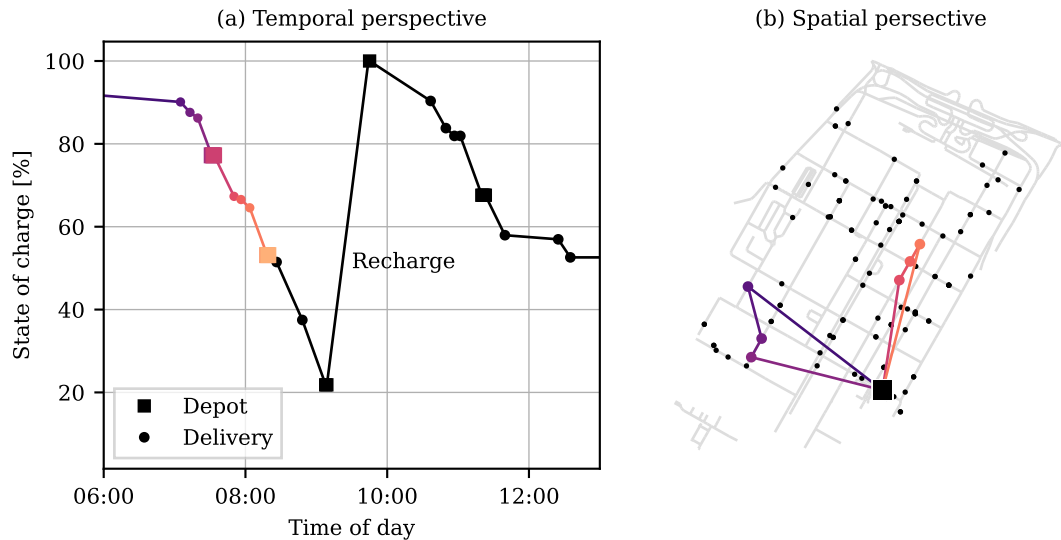 (a) Temporal perspective
(b) Spatial persective
State of charge [%]
100
80
60
40
20
Recharge
Depot
Delivery
06:00 08:00 10:00 12:00
Time of day